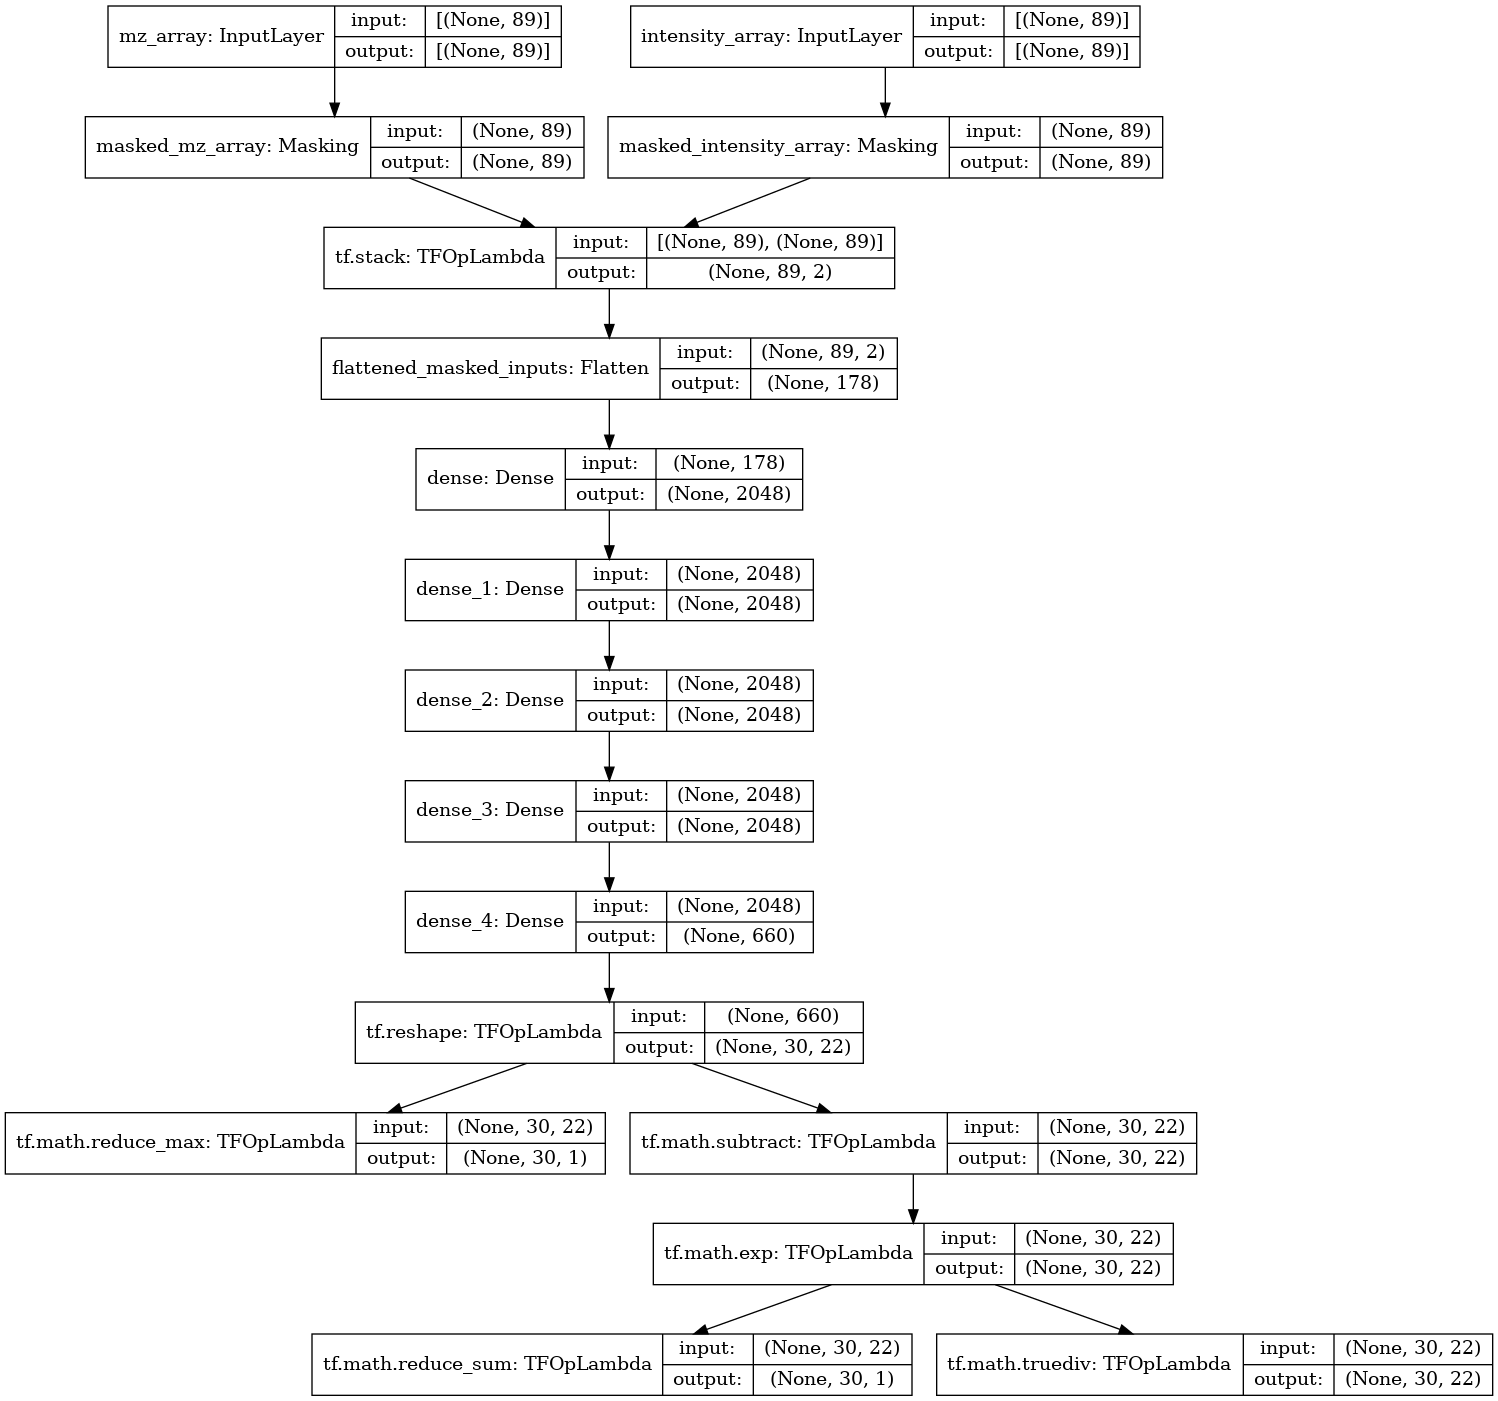 mz_array: InputLayer input: [(None, 89)]
output: [(None, 89)]
intensity_array: InputLayer input: [(None, 89)]
output: [(None, 89)]
masked_mz_array: Masking input: (None, 89)
output: (None, 89)
masked_intensity_array: Masking input: (None, 89)
output: (None, 89)
tf.stack: TFOpLambda input: [(None, 89), (None, 89)]
output: (None, 89, 2)
flattened_masked_inputs: Flatten input: (None, 89, 2)
output: (None, 178)
dense: Dense input: (None, 178)
output: (None, 2048)
dense_1: Dense input: (None, 2048)
output: (None, 2048)
dense_2: Dense input: (None, 2048)
output: (None, 2048)
dense_3: Dense input: (None, 2048)
output: (None, 2048)
dense_4: Dense input: (None, 2048)
output: (None, 660)
tf.reshape: TFOpLambda input: (None, 660)
output: (None, 30, 22)
tf.math.reduce_max: TFOpLambda input: (None, 30, 22)
output: (None, 30, 1)
tf.math.subtract: TFOpLambda input: (None, 30, 22)
output: (None, 30, 22)
tf.math.exp: TFOpLambda input: (None, 30, 22)
output: (None, 30, 22)
tf.math.reduce_sum: TFOpLambda input: (None, 30, 22)
output: (None, 30, 1)
tf.math.truediv: TFOpLambda input: (None, 30, 22)
output: (None, 30, 22)